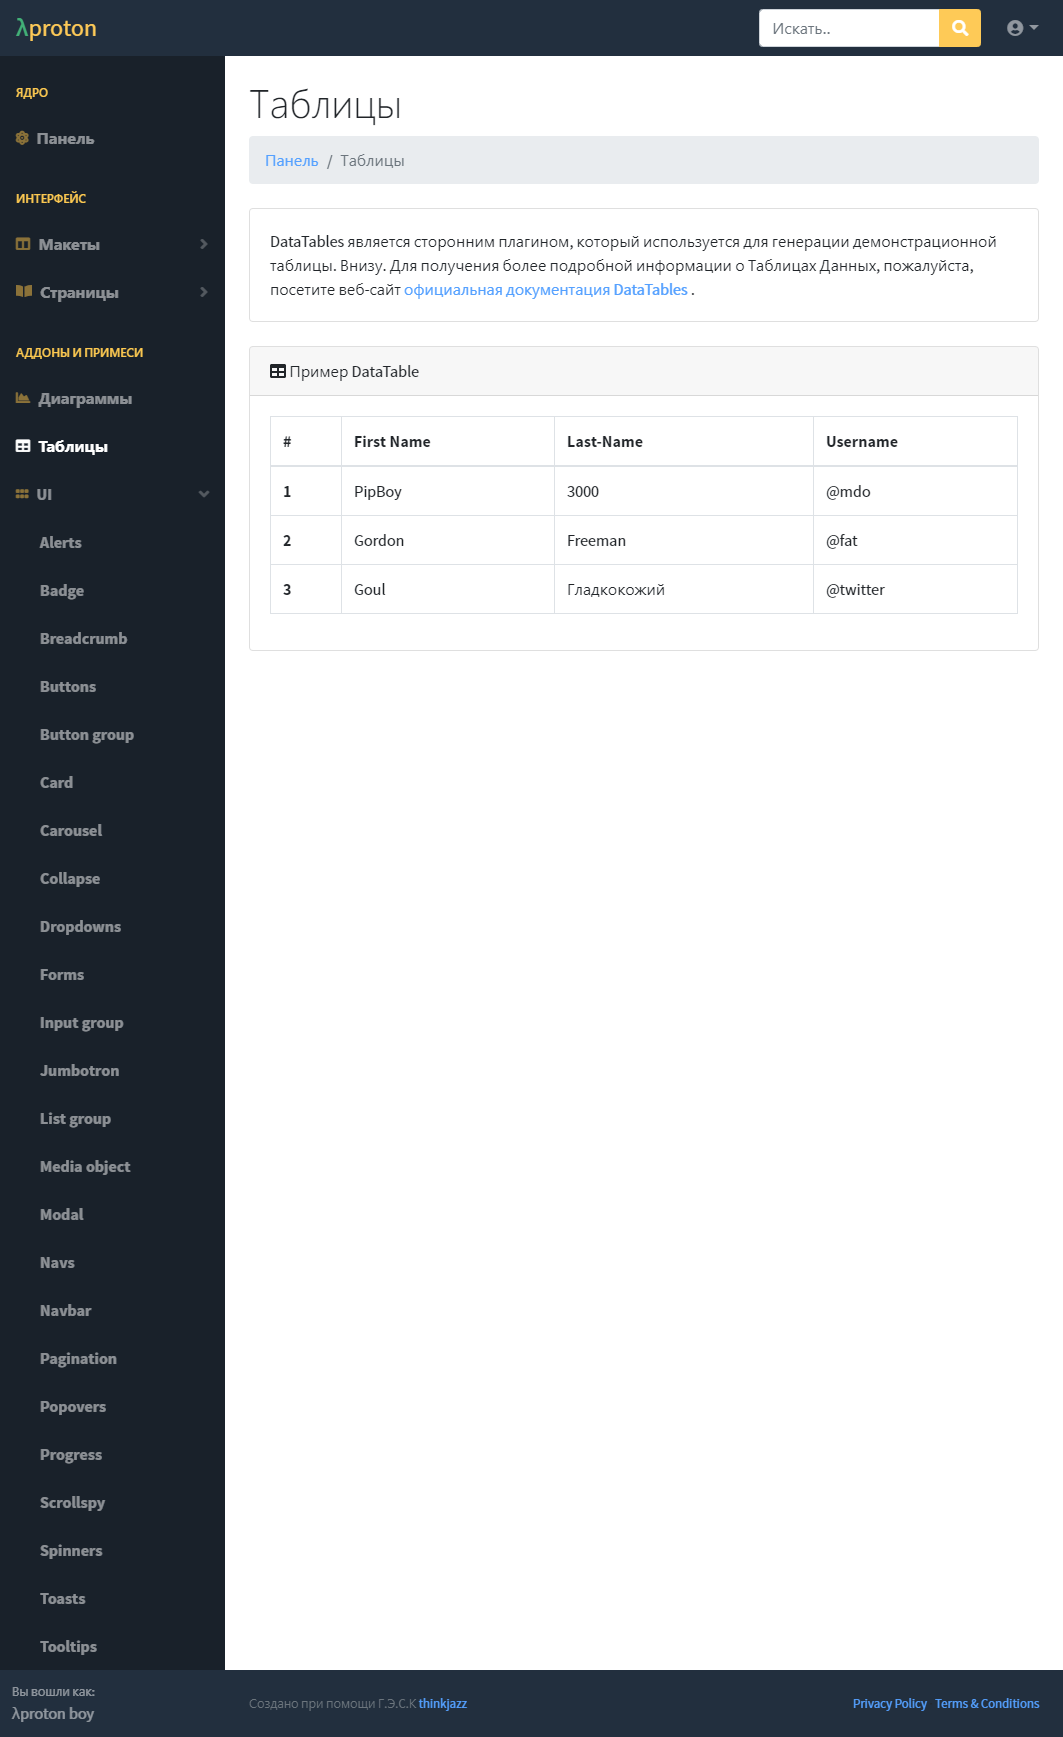 λproton
Искать..
ЯДРО
Панель
ИНТЕРФЕЙС
Макеты
Страницы
АДДОНЫ И ПРИМЕСИ
Диаграммы
Таблицы
UI
Alerts
Badge
Breadcrumb
Buttons
Button group
Card
Carousel
Collapse
Dropdowns
Forms
Input group
Jumbotron
List group
Media object
Modal
Navs
Navbar
Pagination
Popovers
Progress
Scrollspy
Spinners
Toasts
Tooltips
Вы вошли как:
λproton boy
Таблицы
Панель / Таблицы
DataTables является сторонним плагином, который используется для генерации демонстрационной
таблицы. Внизу. Для получения более подробной информации о Таблицах Данных, пожалуйста,
посетите веб-сайт официальная документация DataTables .
Пример DataTable
# First Name Last-Name Username
1 PipBoy 3000 @mdo
2 Gordon Freeman @fat
3 Goul Гладкокожий @twitter
Создано при помощи Г.Э.С.К thinkjazz
Privacy Policy Terms & Conditions